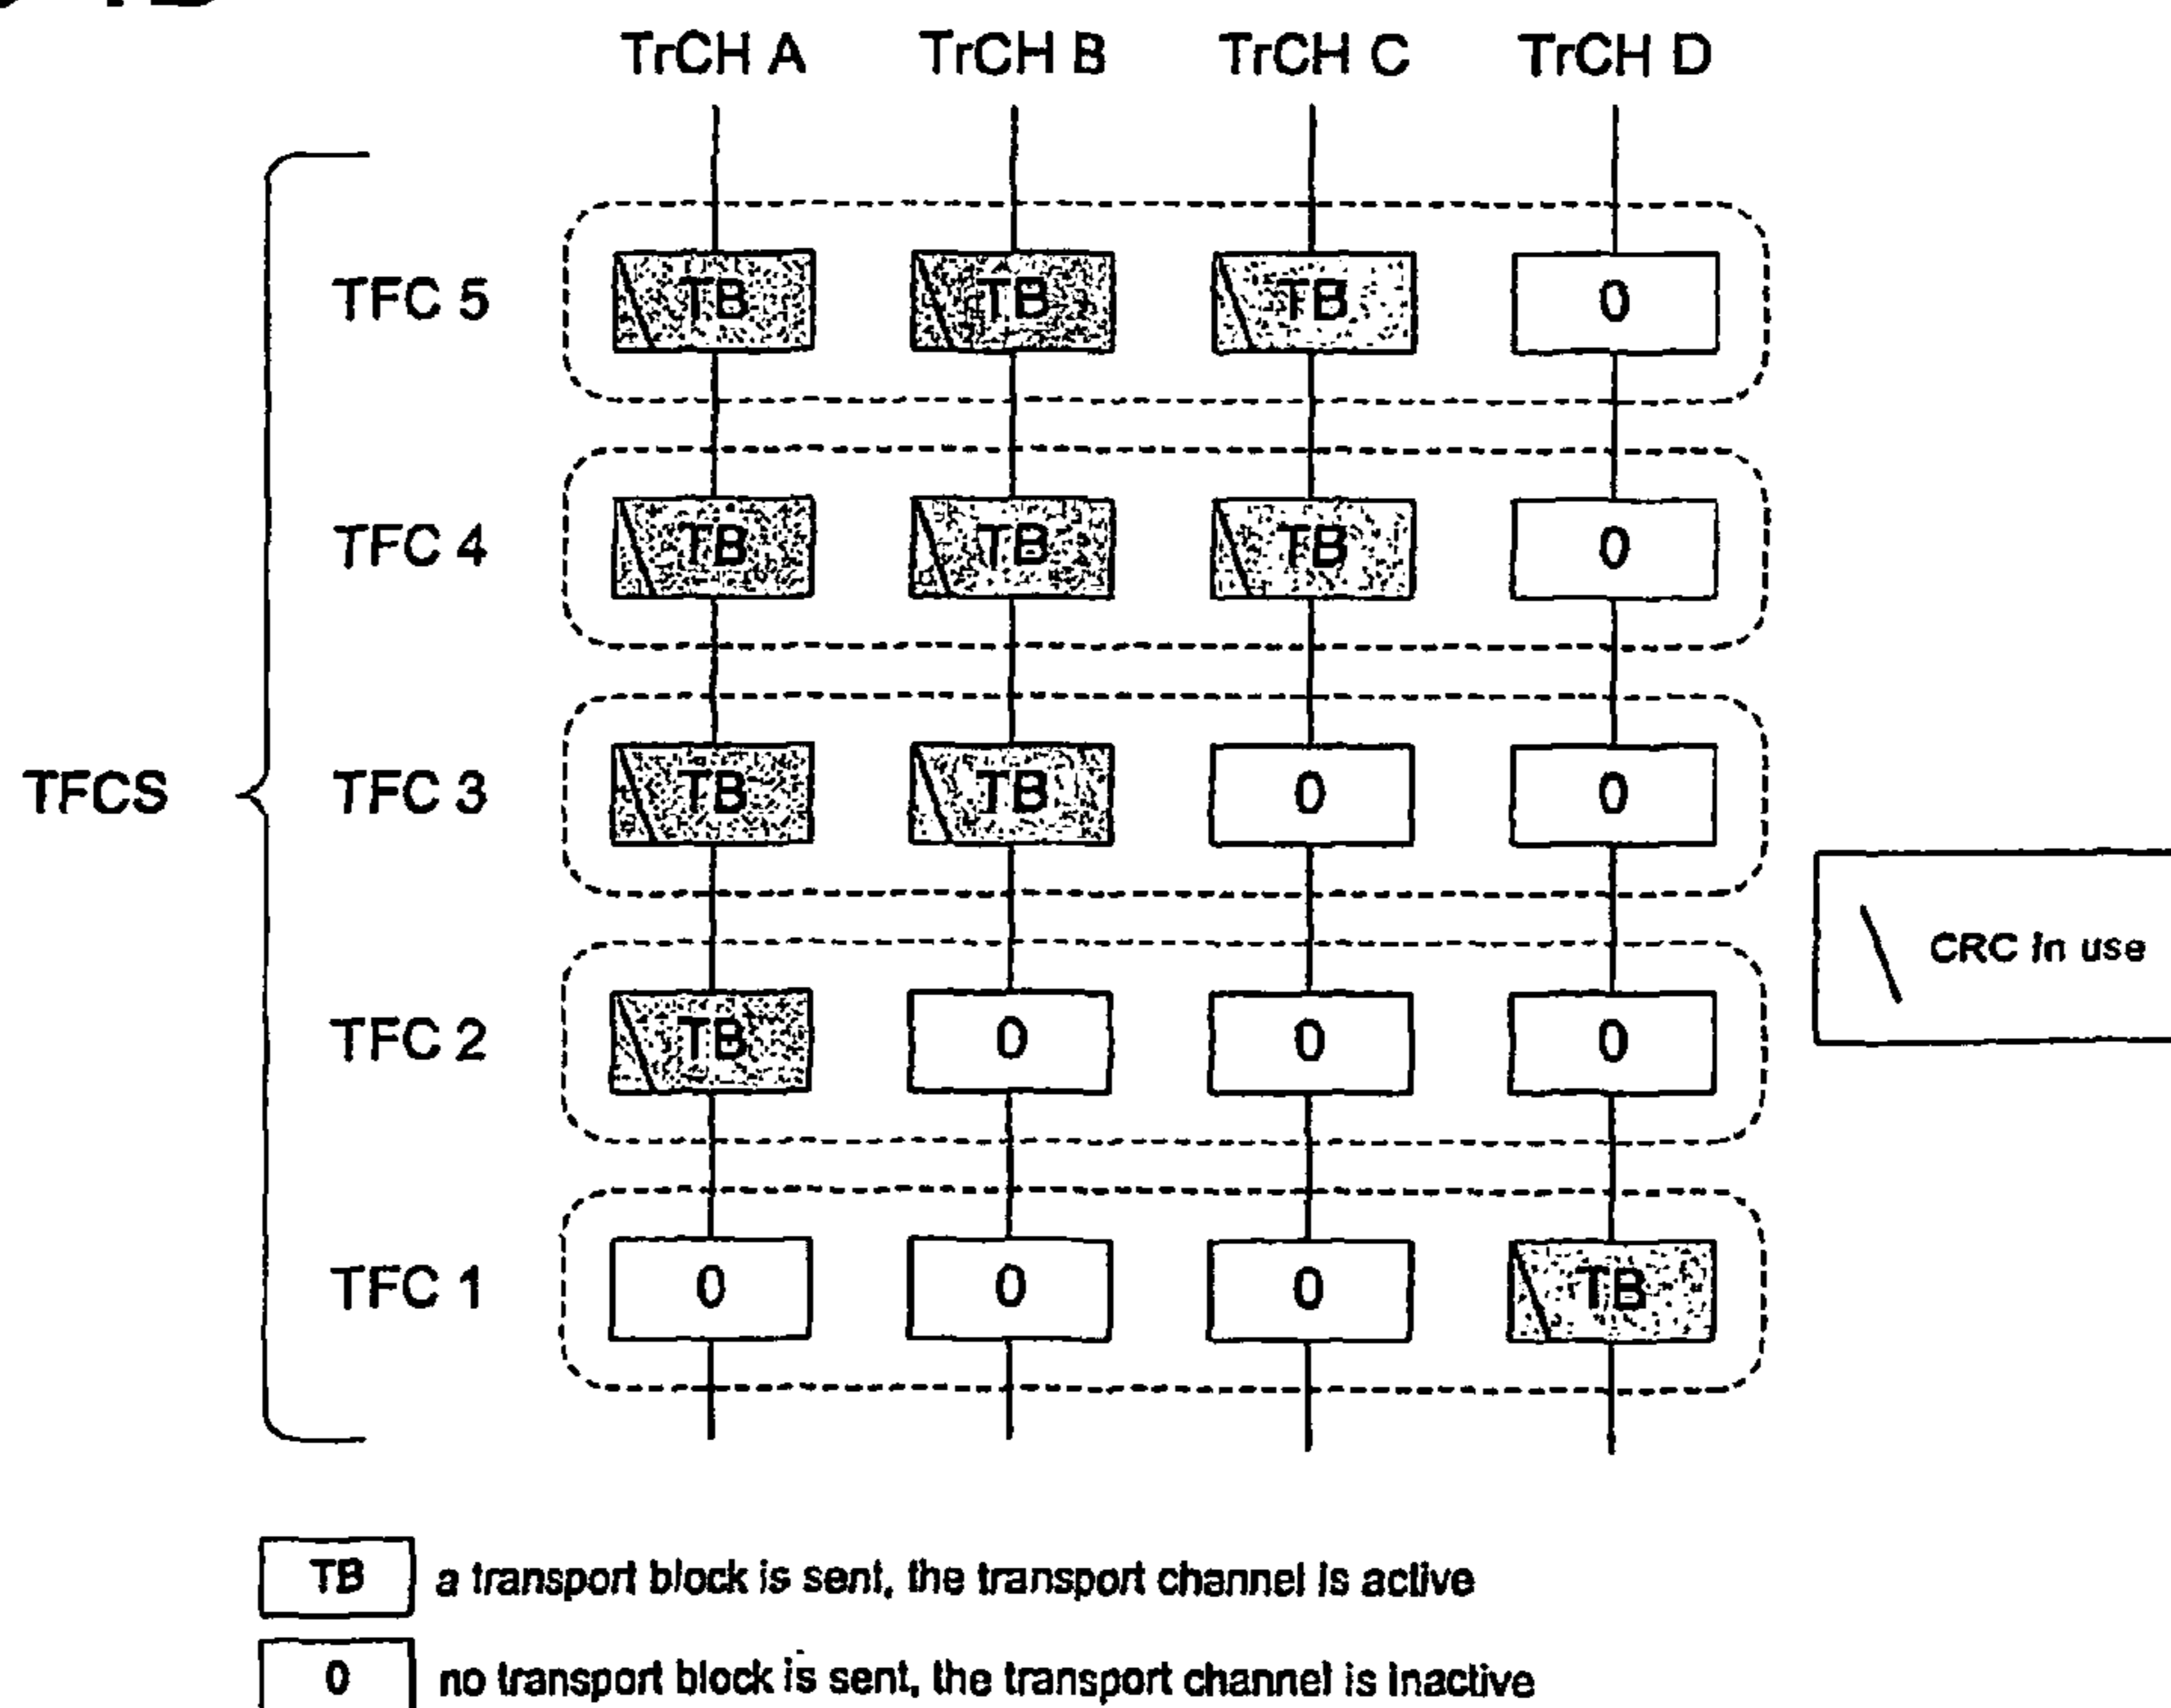 TrCH A TrCH B TrCH C TrCH D
TFC 5 TB TB TB 0
TFC 4 TB TB TB 0
TFCS TFC 3 TB TB 0 0
CRC in use
TFC 2 TB 0 0 0
TFC 1 0 0 0 TB
TB a transport block is sent, the transport channel is active
0 no transport block is sent, the transport channel is inactive